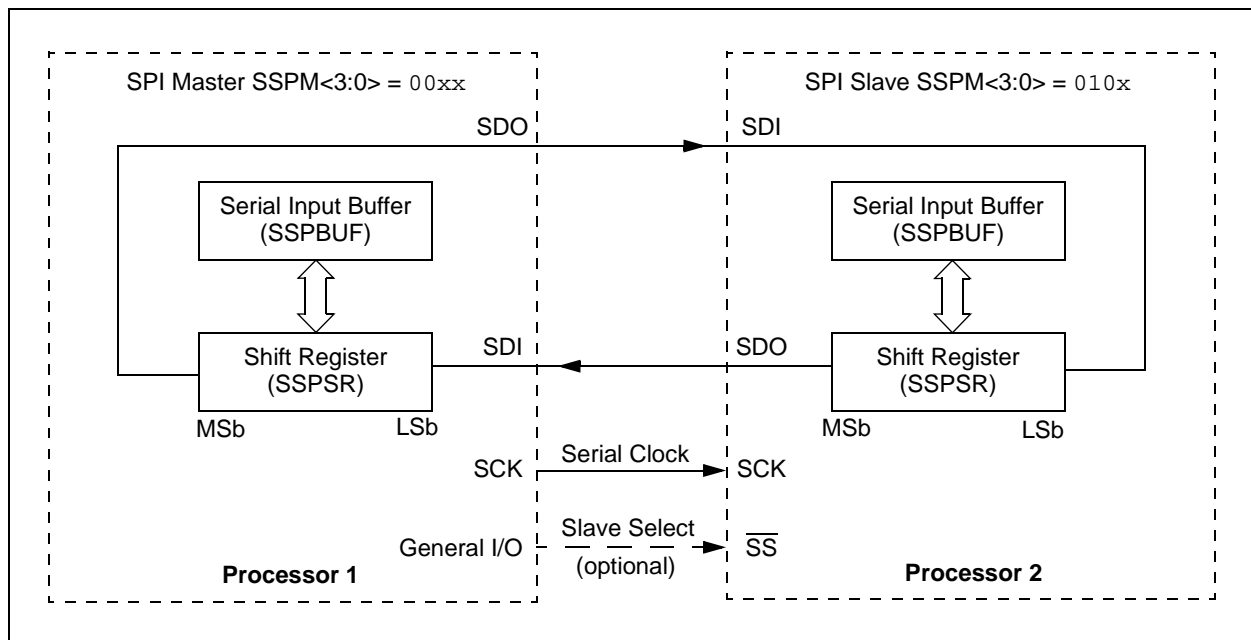 SPI Master SSPM<3:0> = 00xx
SPI Slave SSPM<3:0> = 010x
SDO
SDI
Serial Input Buffer
(SSPBUF)
Serial Input Buffer
(SSPBUF)
SDI
SDO
Shift Register
(SSPSR)
Shift Register
(SSPSR)
MSb
LSb
MSb
LSb
SCK
Serial Clock
SCK
General I/O
Slave Select
(optional)
S̅S̅
Processor 1
Processor 2